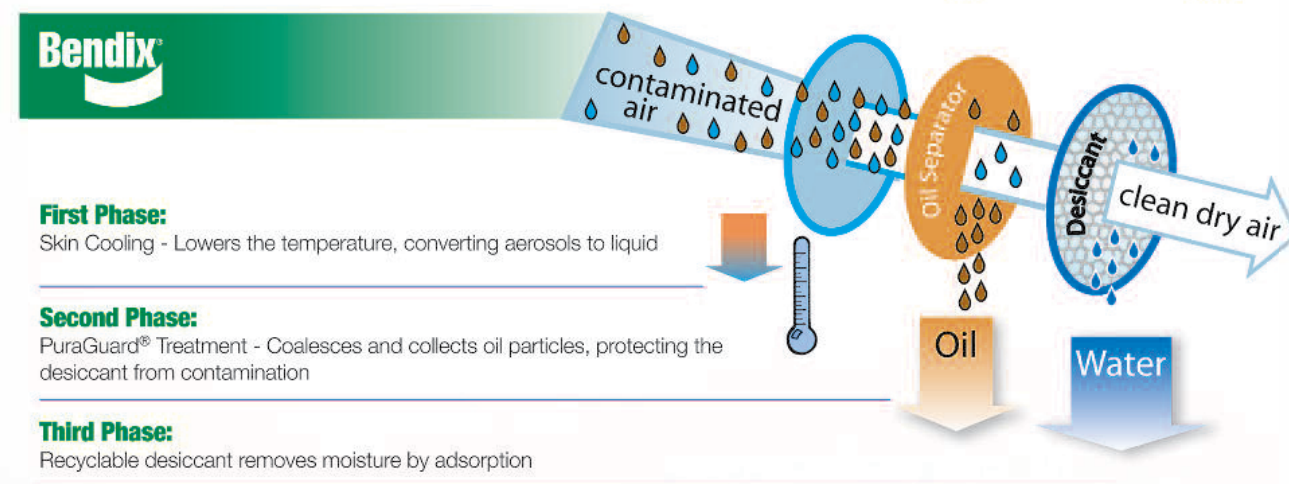 Bendix®
contaminated
air
Oil Separator
Desiccant
clean dry air
First Phase:
Skin Cooling - Lowers the temperature, converting aerosols to liquid
Second Phase:
PuraGuard® Treatment - Coalesces and collects oil particles, protecting the
desiccant from contamination
Oil
Water
Third Phase:
Recyclable desiccant removes moisture by adsorption